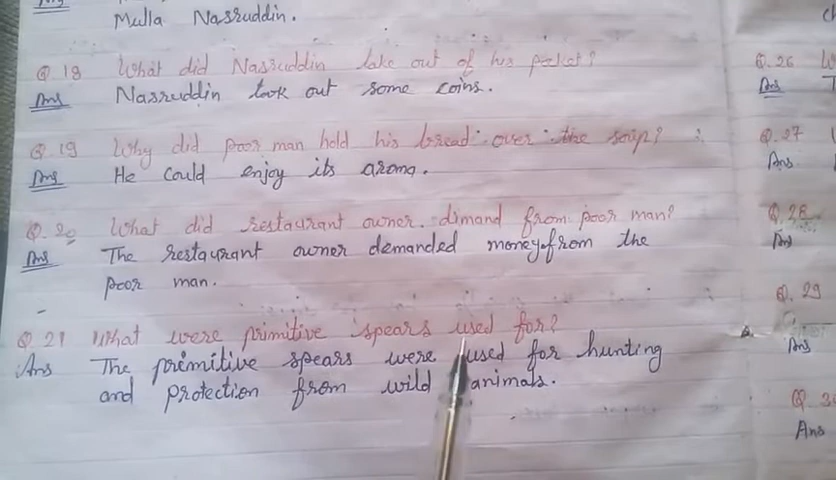 Mulla Nasruddin.
Q 18 What did Nasruddin take out of his pocket?
Ans Nasruddin took out some coins.
Q.19 Why did poor man hold his bread over the soup?
Ans He could enjoy its aroma.
Q.20 What did restaurant owner dimand from poor man?
Ans The restaurant owner demanded money from the
poor man.
Q 21 What were primitive spears used for?
Ans The primitive spears were used for hunting
and protection from wild animals.
Q.26
Ans
Q.27
Ans
Q.28
Ans
Q. 29
Ans
Ans